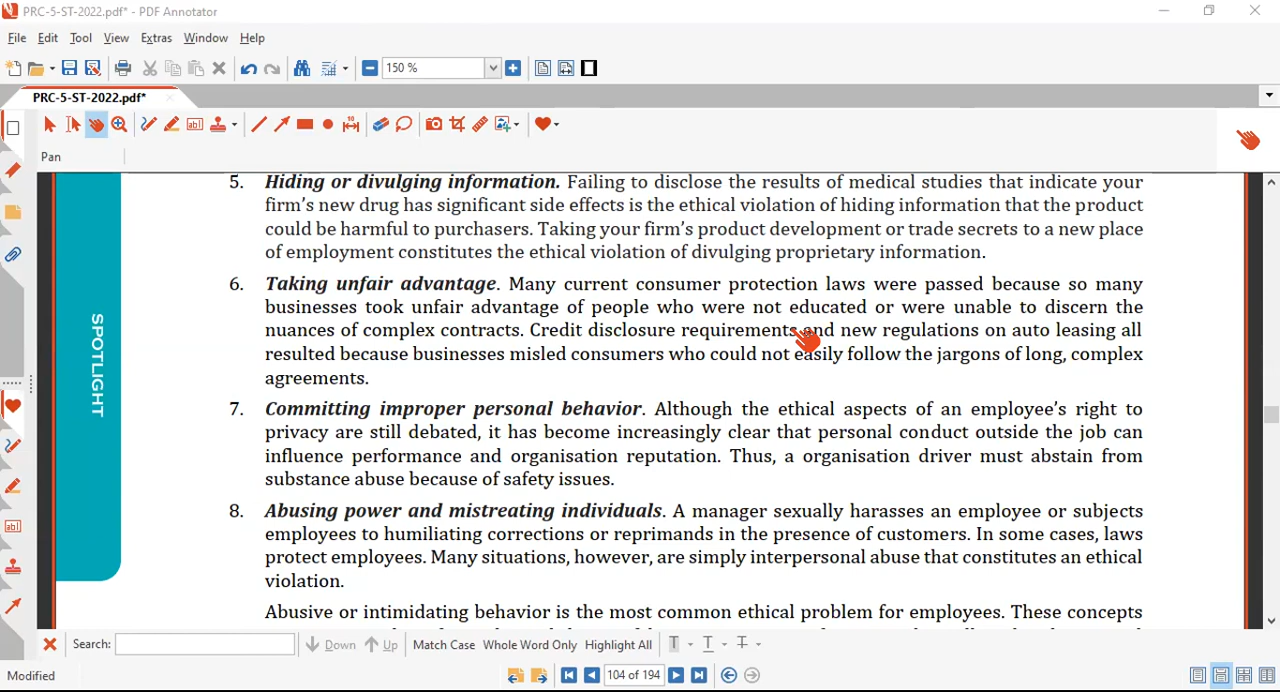 PRC-5-ST-2022.pdf* - PDF Annotator
File Edit Tool View Extras Window Help
150 %
PRC-5-ST-2022.pdf*
Pan
5. Hiding or divulging information. Failing to disclose the results of medical studies that indicate your
firm's new drug has significant side effects is the ethical violation of hiding information that the product
could be harmful to purchasers. Taking your firm's product development or trade secrets to a new place
of employment constitutes the ethical violation of divulging proprietary information.
6. Taking unfair advantage. Many current consumer protection laws were passed because so many
businesses took unfair advantage of people who were not educated or were unable to discern the
nuances of complex contracts. Credit disclosure requirements and new regulations on auto leasing all
resulted because businesses misled consumers who could not easily follow the jargons of long, complex
agreements.
SPOTLIGHT
7. Committing improper personal behavior. Although the ethical aspects of an employee's right to
privacy are still debated, it has become increasingly clear that personal conduct outside the job can
influence performance and organisation reputation. Thus, a organisation driver must abstain from
substance abuse because of safety issues.
8. Abusing power and mistreating individuals. A manager sexually harasses an employee or subjects
employees to humiliating corrections or reprimands in the presence of customers. In some cases, laws
protect employees. Many situations, however, are simply interpersonal abuse that constitutes an ethical
violation.
Abusive or intimidating behavior is the most common ethical problem for employees. These concepts
Search: Down Up Match Case Whole Word Only Highlight All
Modified 104 of 194